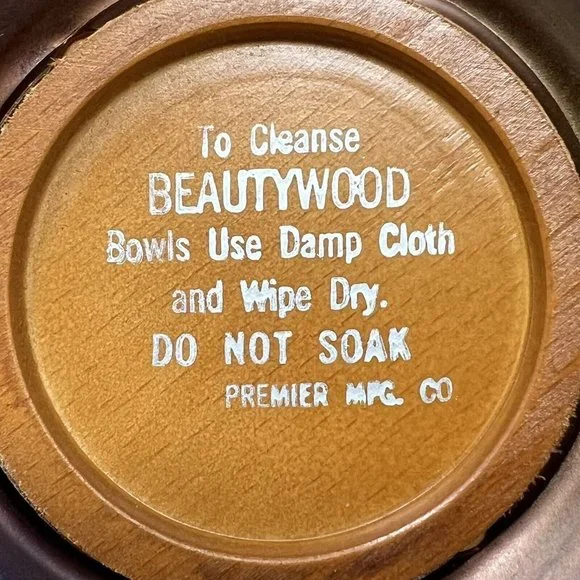 To Cleanse
BEAUTYWOOD
Bowls Use Damp Cloth
and Wipe Dry.
DO NOT SOAK
PREMIER MFG. CO